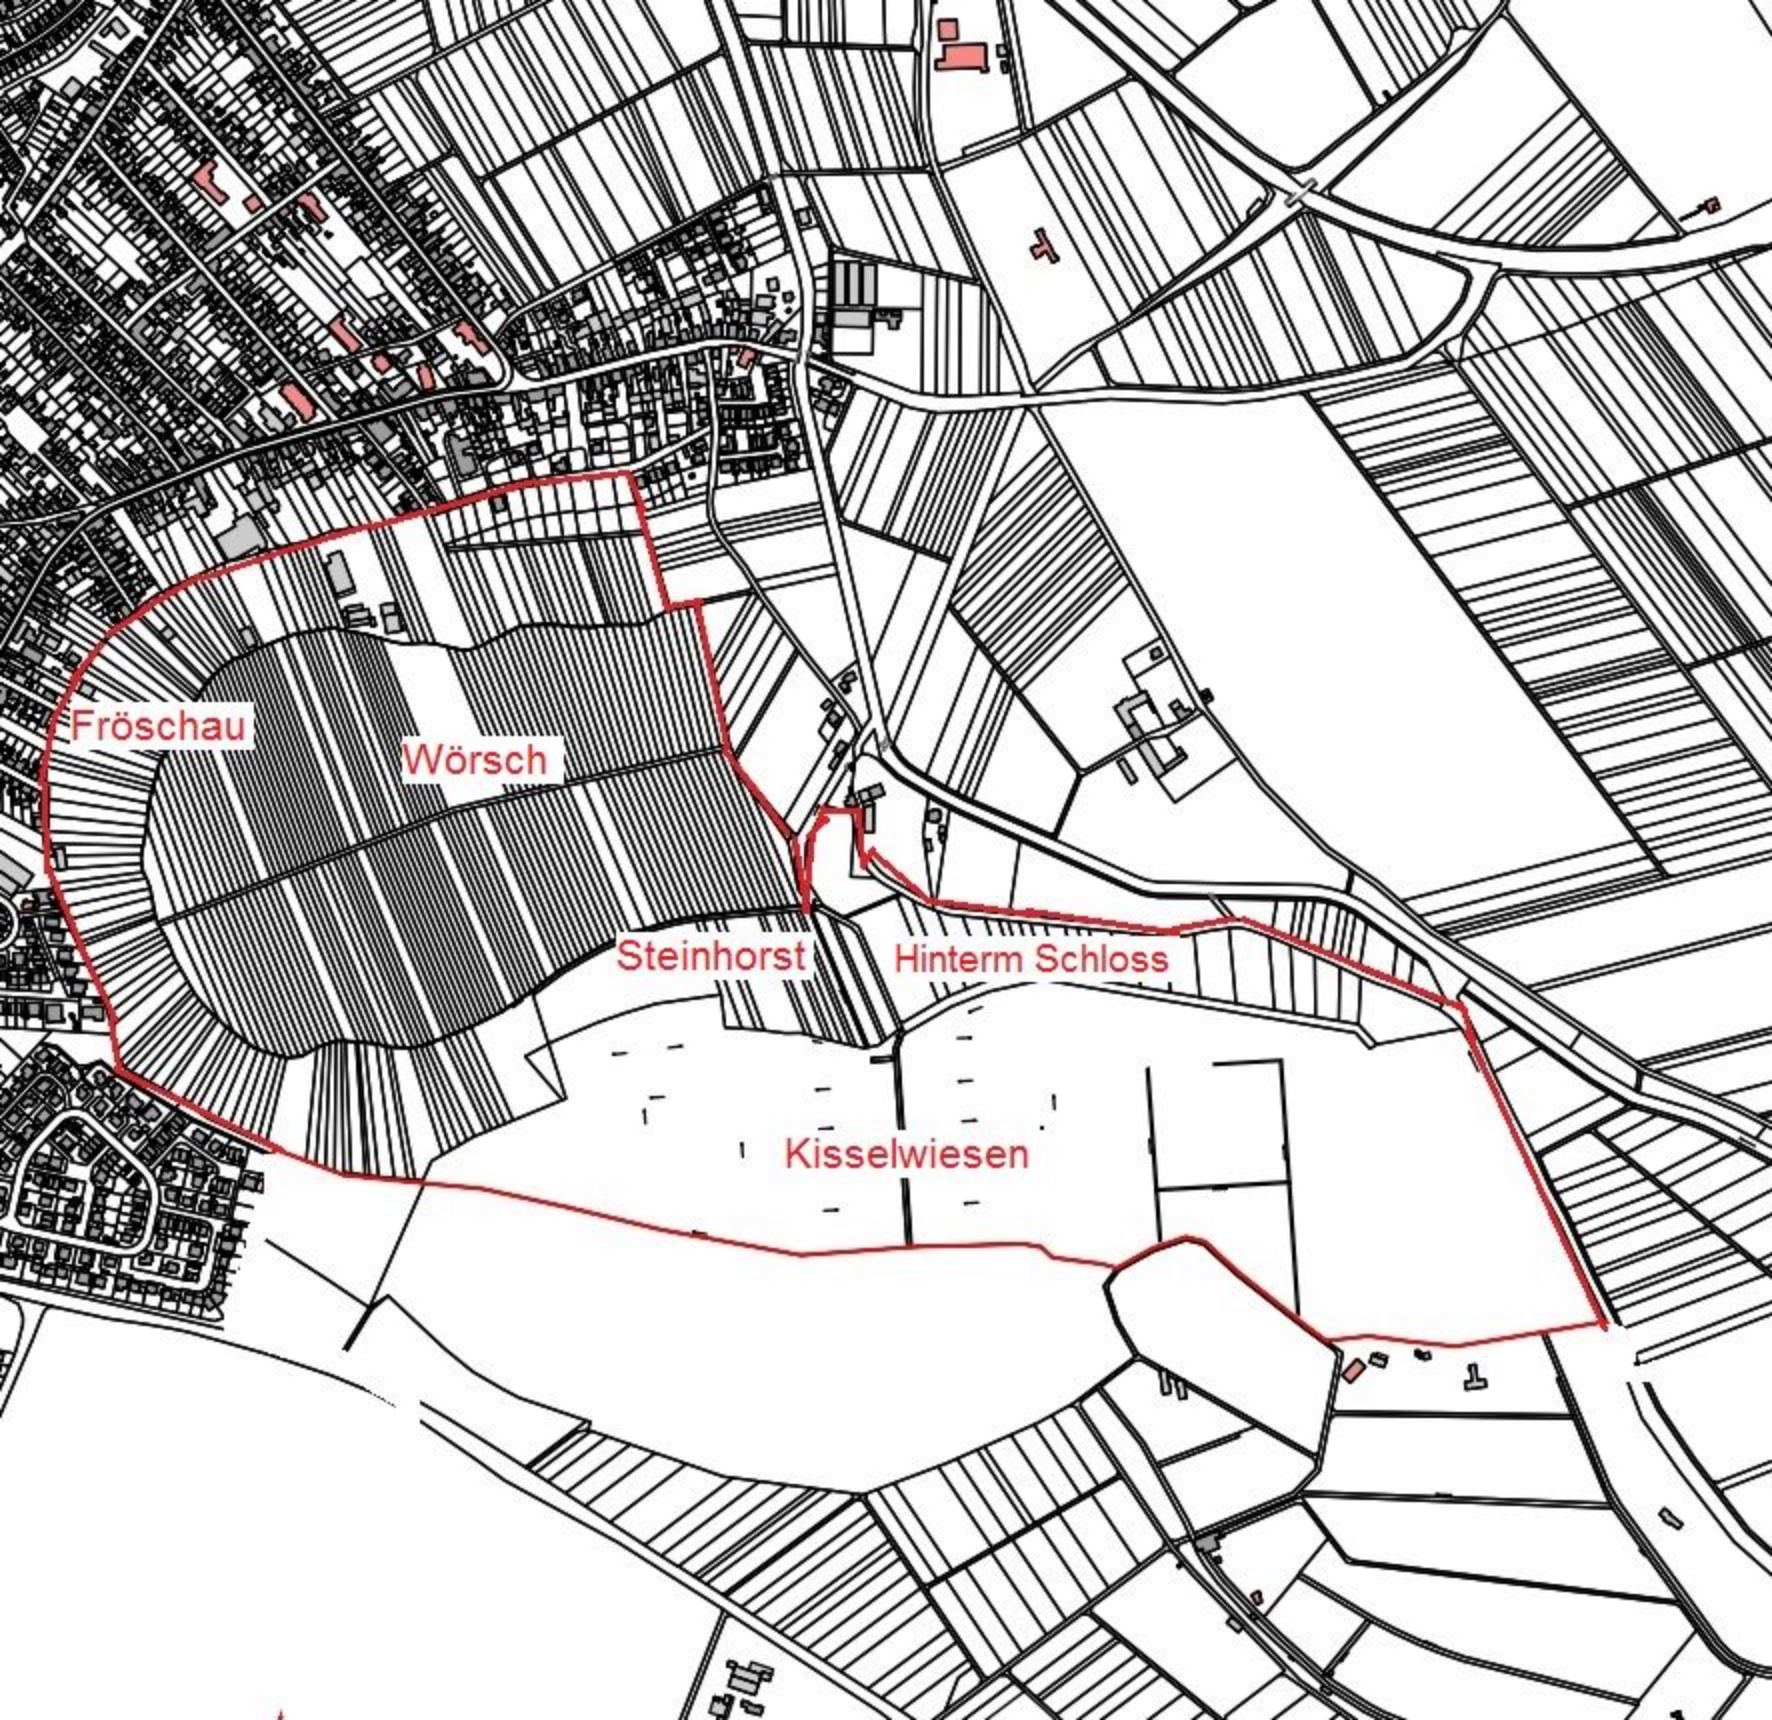 Fröschau
Wörsch
Steinhorst
Hinterm Schloss
Kisselwiesen